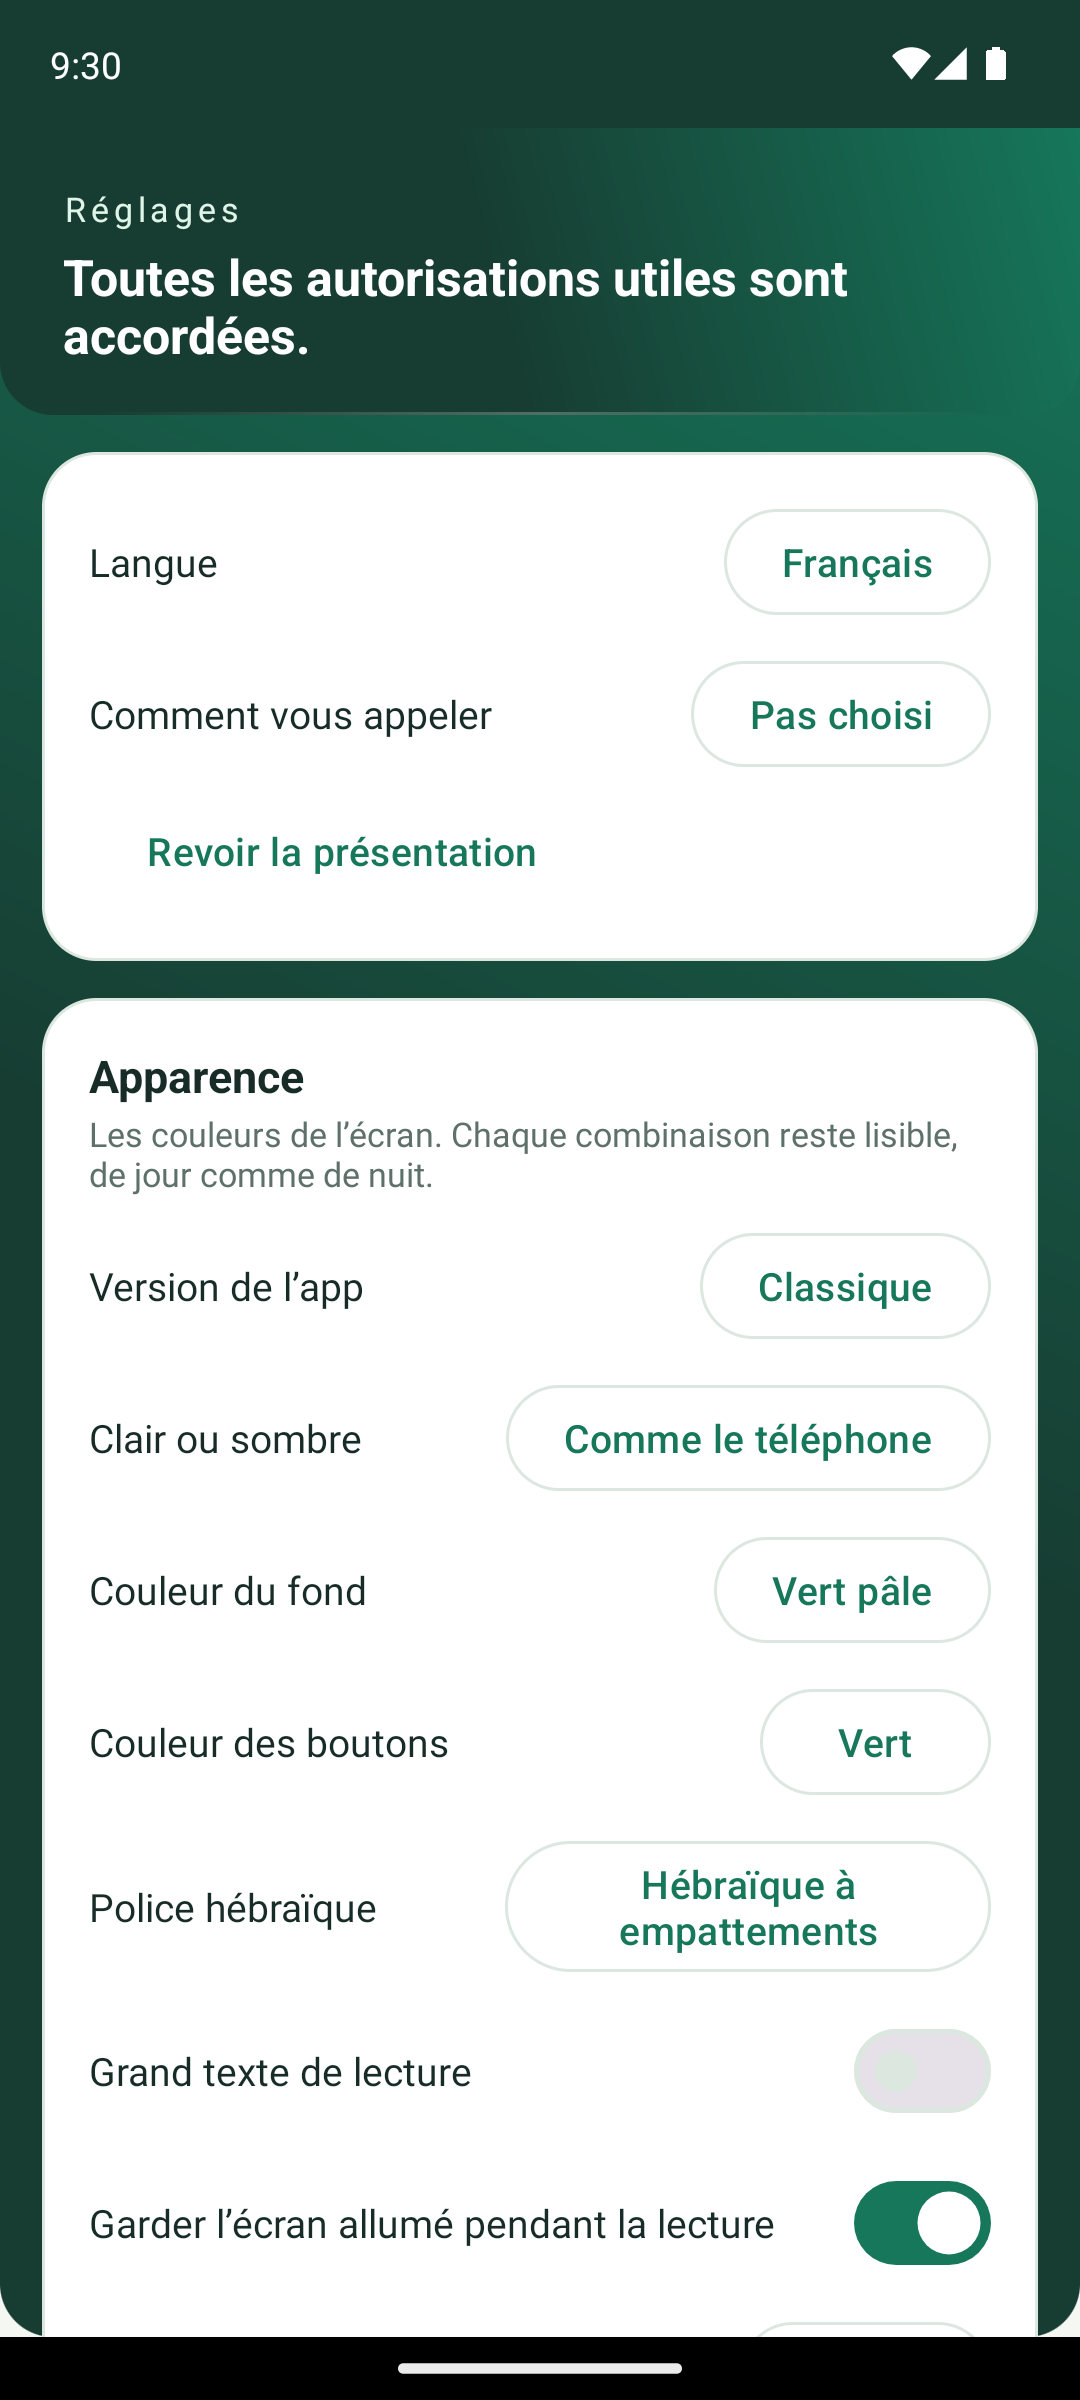 9:30
Réglages
Toutes les autorisations utiles sont
accordées.
Langue
Français
Comment vous appeler
Pas choisi
Revoir la présentation
Apparence
Les couleurs de l’écran. Chaque combinaison reste lisible,
de jour comme de nuit.
Version de l’app
Classique
Clair ou sombre
Comme le téléphone
Couleur du fond
Vert pâle
Couleur des boutons
Vert
Police hébraïque
Hébraïque à
empattements
Grand texte de lecture
Garder l’écran allumé pendant la lecture